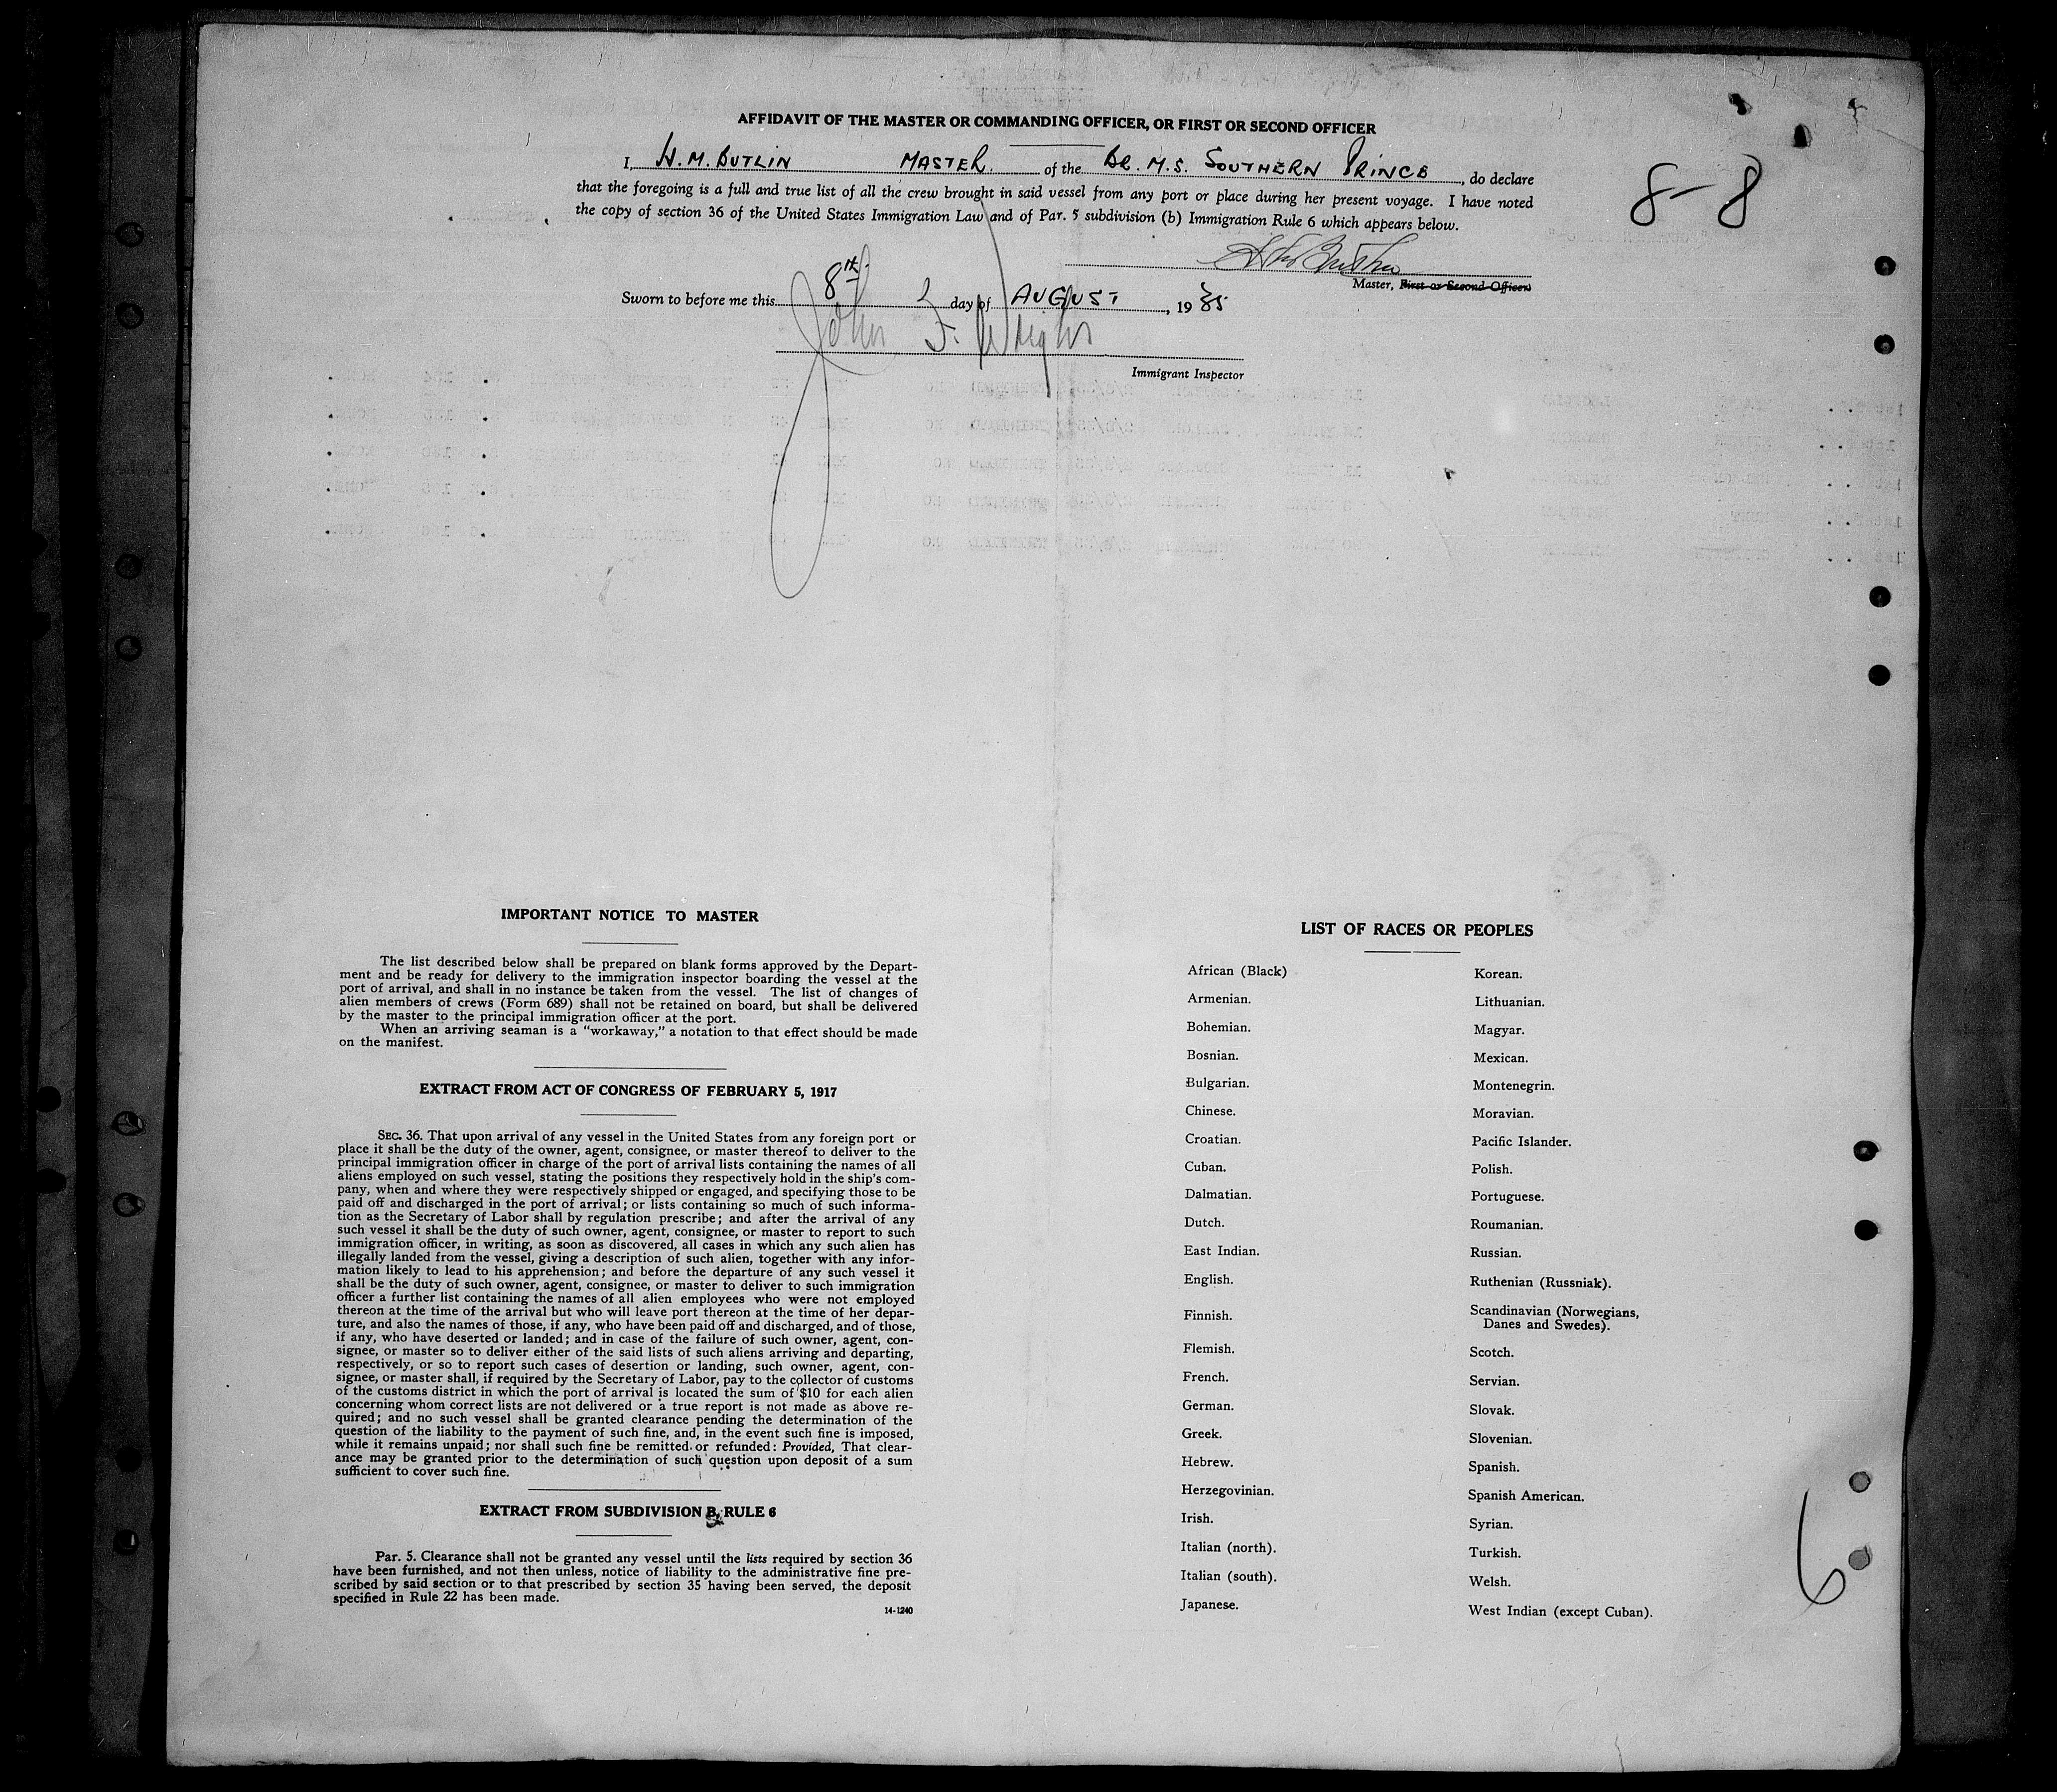 AFFIDAVIT OF THE MASTER OR COMMANDING OFFICER, OR FIRST OR SECOND OFFICER
I, H. M. BUTLIN MASTER. of the BR. M.S. SOUTHERN PRINCE, do declare
that the foregoing is a full and true list of all the crew brought in said vessel from any port or place during her present voyage. I have noted
the copy of section 36 of the United States Immigration Law and of Par. 5 subdivision (b) Immigration Rule 6 which appears below.
8-8
Master, First or Second Officer
Sworn to before me this 8th day of AUGUST, 1935
John F. Wright
Immigrant Inspector
IMPORTANT NOTICE TO MASTER
The list described below shall be prepared on blank forms approved by the Depart-
ment and be ready for delivery to the immigration inspector boarding the vessel at the
port of arrival, and shall in no instance be taken from the vessel. The list of changes of
alien members of crews (Form 689) shall not be retained on board, but shall be delivered
by the master to the principal immigration officer at the port.
When an arriving seaman is a "workaway," a notation to that effect should be made
on the manifest.
EXTRACT FROM ACT OF CONGRESS OF FEBRUARY 5, 1917
SEC. 36. That upon arrival of any vessel in the United States from any foreign port or
place it shall be the duty of the owner, agent, consignee, or master thereof to deliver to the
principal immigration officer in charge of the port of arrival lists containing the names of all
aliens employed on such vessel, stating the positions they respectively hold in the ship's com-
pany, when and where they were respectively shipped or engaged, and specifying those to be
paid off and discharged in the port of arrival; or lists containing so much of such informa-
tion as the Secretary of Labor shall by regulation prescribe; and after the arrival of any
such vessel it shall be the duty of such owner, agent, consignee, or master to report to such
immigration officer, in writing, as soon as discovered, all cases in which any such alien has
illegally landed from the vessel, giving a description of such alien, together with any infor-
mation likely to lead to his apprehension; and before the departure of any such vessel it
shall be the duty of such owner, agent, consignee, or master to deliver to such immigration
officer a further list containing the names of all alien employees who were not employed
thereon at the time of the arrival but who will leave port thereon at the time of her depar-
ture, and also the names of those, if any, who have been paid off and discharged, and of those,
if any, who have deserted or landed; and in case of the failure of such owner, agent, con-
signee, or master so to deliver either of the said lists of such aliens arriving and departing,
respectively, or so to report such cases of desertion or landing, such owner, agent, con-
signee, or master shall, if required by the Secretary of Labor, pay to the collector of customs
of the customs district in which the port of arrival is located the sum of $10 for each alien
concerning whom correct lists are not delivered or a true report is not made as above re-
quired; and no such vessel shall be granted clearance pending the determination of the
question of the liability to the payment of such fine, and, in the event such fine is imposed,
while it remains unpaid; nor shall such fine be remitted or refunded: Provided, That clear-
ance may be granted prior to the determination of such question upon deposit of a sum
sufficient to cover such fine.
EXTRACT FROM SUBDIVISION B, RULE 6
Par. 5. Clearance shall not be granted any vessel until the lists required by section 36
have been furnished, and not then unless, notice of liability to the administrative fine pre-
scribed by said section or to that prescribed by section 35 having been served, the deposit
specified in Rule 22 has been made.
14-1240
LIST OF RACES OR PEOPLES
African (Black)
Armenian.
Bohemian.
Bosnian.
Bulgarian.
Chinese.
Croatian.
Cuban.
Dalmatian.
Dutch.
East Indian.
English.
Finnish.
Flemish.
French.
German.
Greek.
Hebrew.
Herzegovinian.
Irish.
Italian (north).
Italian (south).
Japanese.
Korean.
Lithuanian.
Magyar.
Mexican.
Montenegrin.
Moravian.
Pacific Islander.
Polish.
Portuguese.
Roumanian.
Russian.
Ruthenian (Russniak).
Scandinavian (Norwegians,
Danes and Swedes).
Scotch.
Servian.
Slovak.
Slovenian.
Spanish.
Spanish American.
Syrian.
Turkish.
Welsh.
West Indian (except Cuban).
6